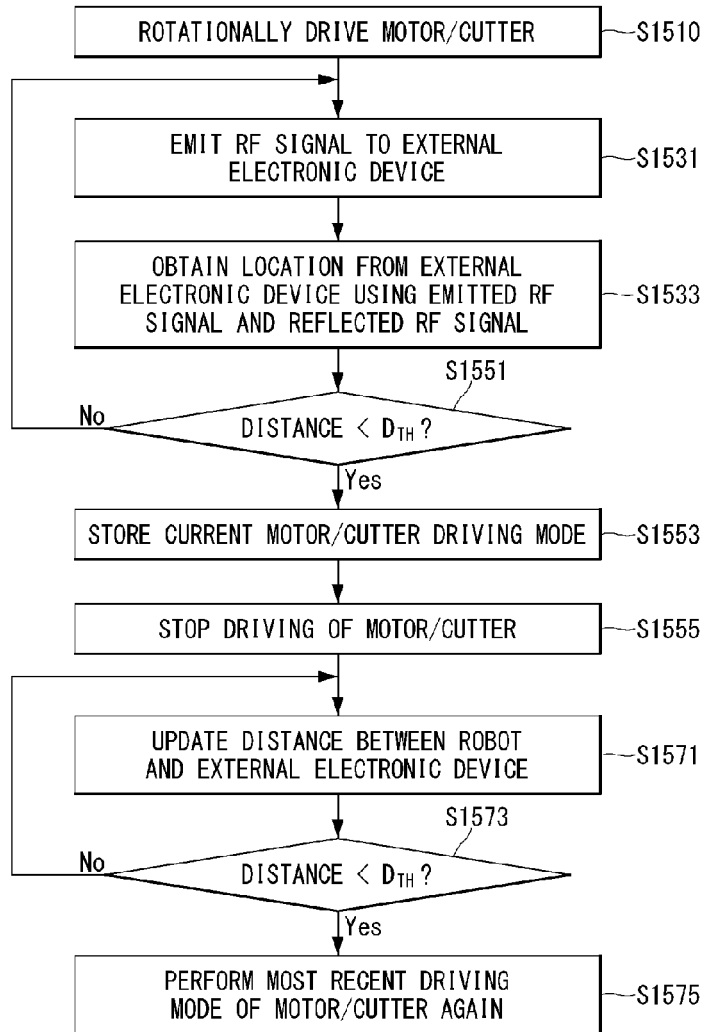 ROTATIONALLY DRIVE MOTOR/CUTTER
S1510
EMIT RF SIGNAL TO EXTERNAL
ELECTRONIC DEVICE
S1531
OBTAIN LOCATION FROM EXTERNAL
ELECTRONIC DEVICE USING EMITTED RF
SIGNAL AND REFLECTED RF SIGNAL
S1533
S1551
DISTANCE < DTH ?
No
Yes
STORE CURRENT MOTOR/CUTTER DRIVING MODE
S1553
STOP DRIVING OF MOTOR/CUTTER
S1555
UPDATE DISTANCE BETWEEN ROBOT
AND EXTERNAL ELECTRONIC DEVICE
S1571
S1573
DISTANCE < DTH ?
No
Yes
PERFORM MOST RECENT DRIVING
MODE OF MOTOR/CUTTER AGAIN
S1575